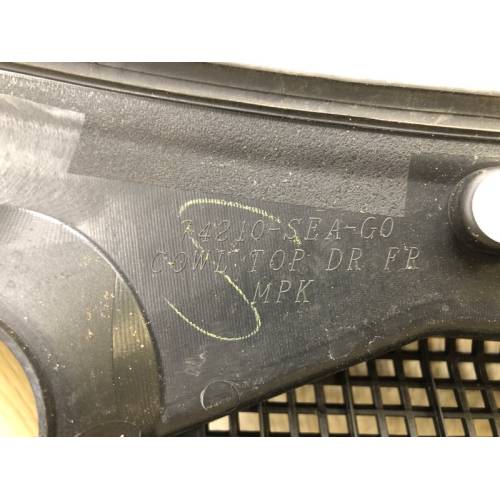 74210-SEA-G0
COWL TOP DR FR
MPK